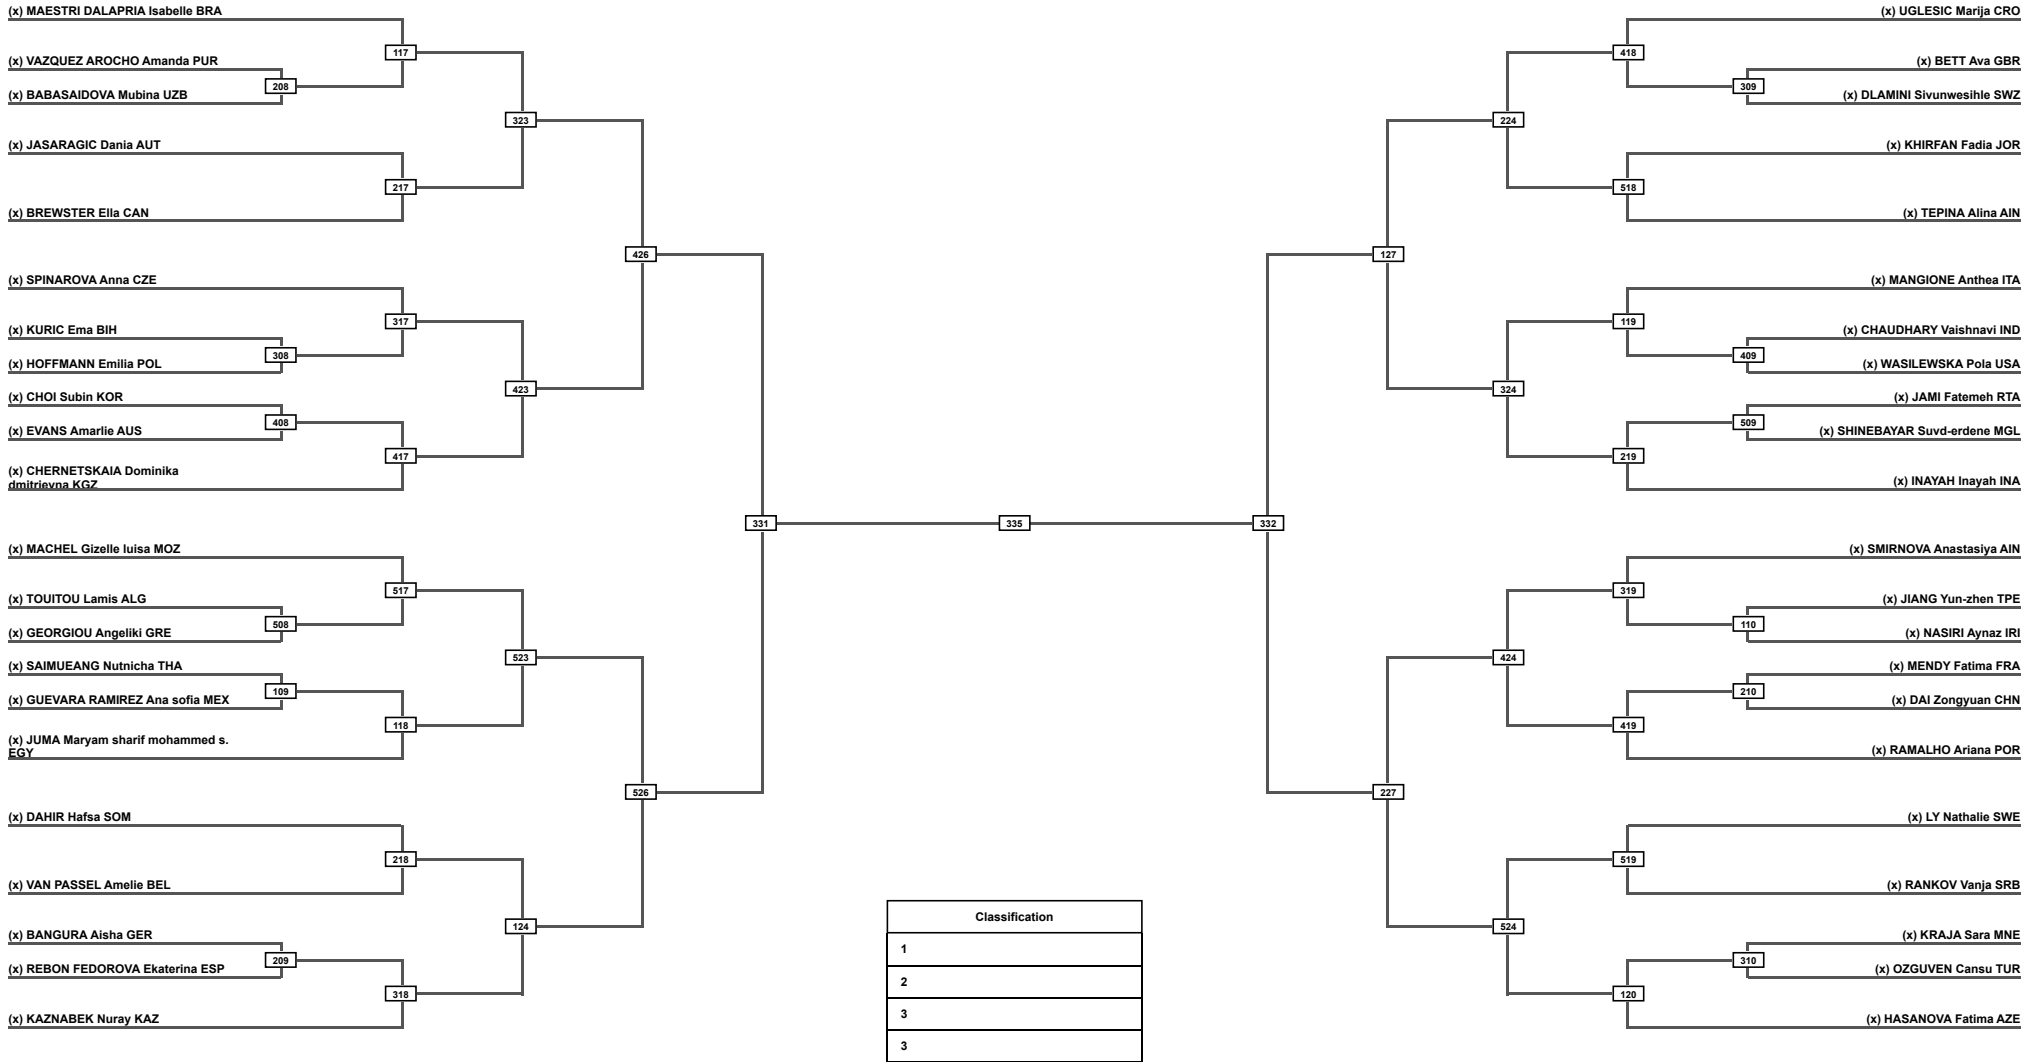 (x) MAESTRI DALAPRIA Isabelle BRA
(x) VAZQUEZ AROCHO Amanda PUR
(x) BABASAIDOVA Mubina UZB
(x) JASARAGIC Dania AUT
(x) BREWSTER Ella CAN
(x) SPINAROVA Anna CZE
(x) KURIC Ema BIH
(x) HOFFMANN Emilia POL
(x) CHOI Subin KOR
(x) EVANS Amarlie AUS
(x) CHERNETSKAIA Dominika
dmitrievna KGZ
(x) MACHEL Gizelle luisa MOZ
(x) TOUITOU Lamis ALG
(x) GEORGIOU Angeliki GRE
(x) SAIMUEANG Nutnicha THA
(x) GUEVARA RAMIREZ Ana sofia MEX
(x) JUMA Maryam sharif mohammed s.
EGY
(x) DAHIR Hafsa SOM
(x) VAN PASSEL Amelie BEL
(x) BANGURA Aisha GER
(x) REBON FEDOROVA Ekaterina ESP
(x) KAZNABEK Nuray KAZ
208
308
408
508
109
209
117
217
317
417
517
118
218
318
323
423
523
124
426
526
331
335
332
127
227
224
324
424
524
418
518
119
219
319
419
519
120
309
409
509
110
210
310
(x) UGLESIC Marija CRO
(x) BETT Ava GBR
(x) DLAMINI Sivunwesihle SWZ
(x) KHIRFAN Fadia JOR
(x) TEPINA Alina AIN
(x) MANGIONE Anthea ITA
(x) CHAUDHARY Vaishnavi IND
(x) WASILEWSKA Pola USA
(x) JAMI Fatemeh RTA
(x) SHINEBAYAR Suvd-erdene MGL
(x) INAYAH Inayah INA
(x) SMIRNOVA Anastasiya AIN
(x) JIANG Yun-zhen TPE
(x) NASIRI Aynaz IRI
(x) MENDY Fatima FRA
(x) DAI Zongyuan CHN
(x) RAMALHO Ariana POR
(x) LY Nathalie SWE
(x) RANKOV Vanja SRB
(x) KRAJA Sara MNE
(x) OZGUVEN Cansu TUR
(x) HASANOVA Fatima AZE
Classification
1
2
3
3